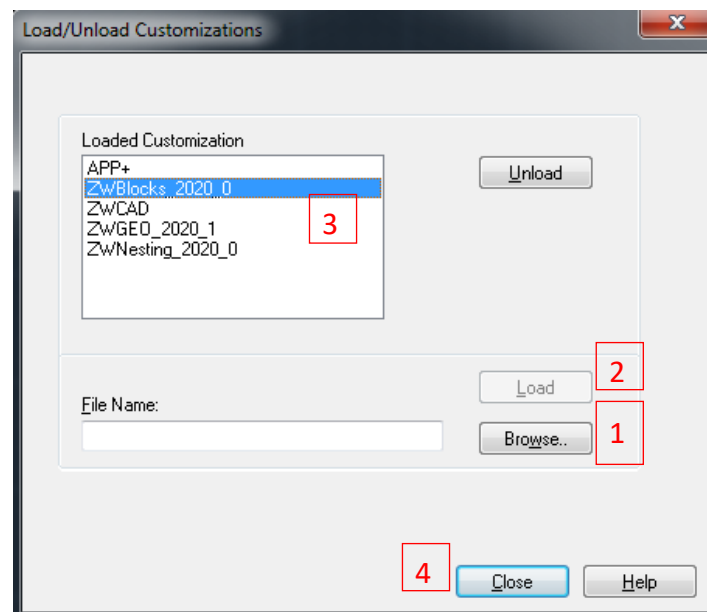 Load/Unload Customizations
x
Loaded Customization
APP+
ZWBlocks_2020_0
Unload
ZWCAD
ZWGEO_2020_1
3
ZWNesting_2020_0
Load
2
File Name:
Browse..
1
4
Close
Help